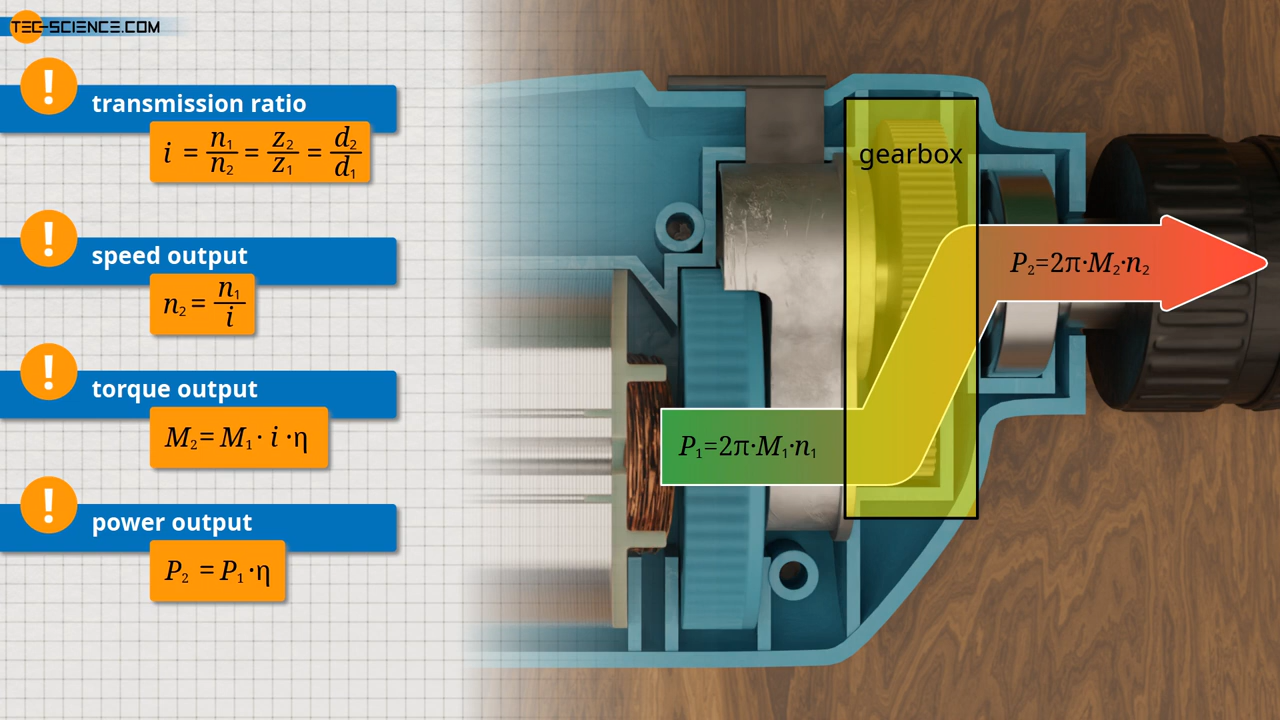 TEC-SCIENCE.COM
! transmission ratio
i = n₁/n₂ = z₂/z₁ = d₂/d₁
! speed output
n₂ = n₁/i
! torque output
M₂= M₁· i ·η
! power output
P₂ = P₁·η
gearbox
P₂=2π·M₂·n₂
P₁=2π·M₁·n₁